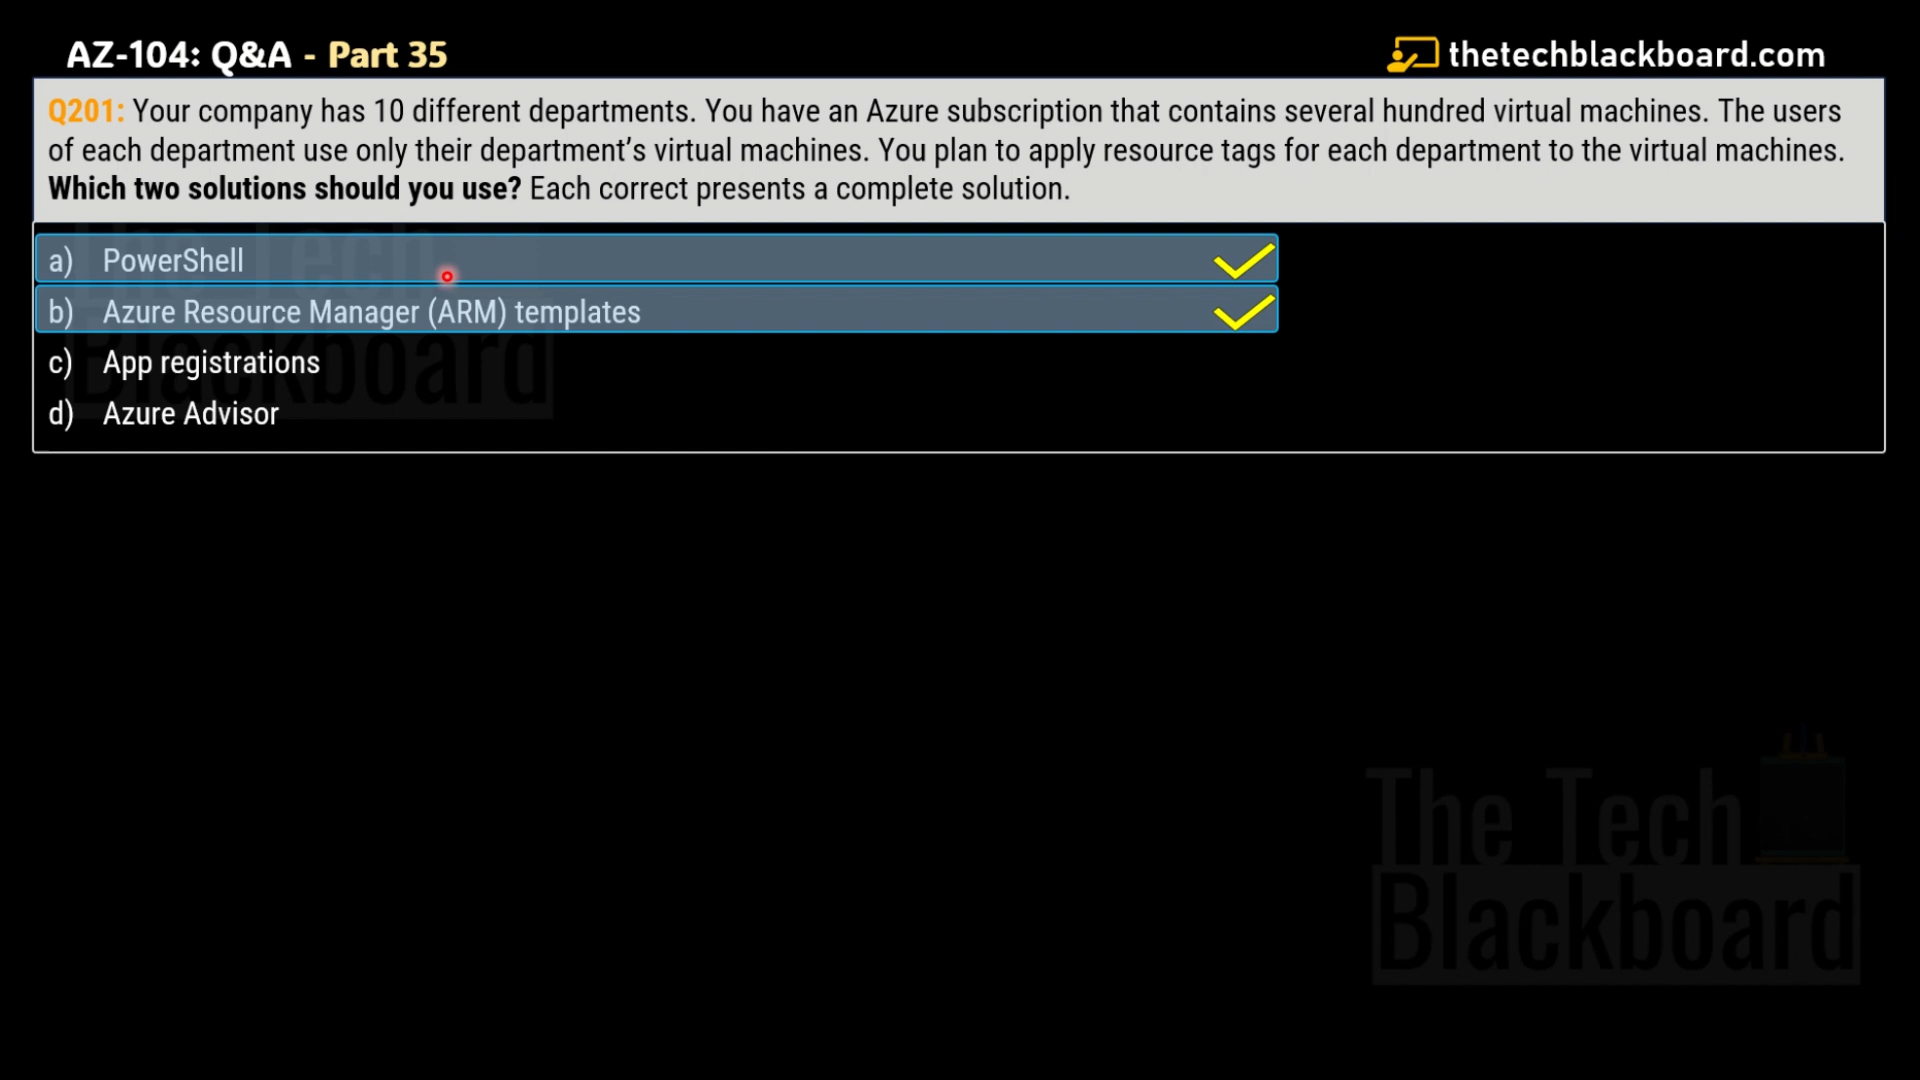 AZ-104: Q&A - Part 35
thetechblackboard.com
Q201: Your company has 10 different departments. You have an Azure subscription that contains several hundred virtual machines. The users
of each department use only their department's virtual machines. You plan to apply resource tags for each department to the virtual machines.
Which two solutions should you use? Each correct presents a complete solution.
a) PowerShell
b) Azure Resource Manager (ARM) templates
c) App registrations
d) Azure Advisor
The Tech
Blackboard
The Tech
Blackboard